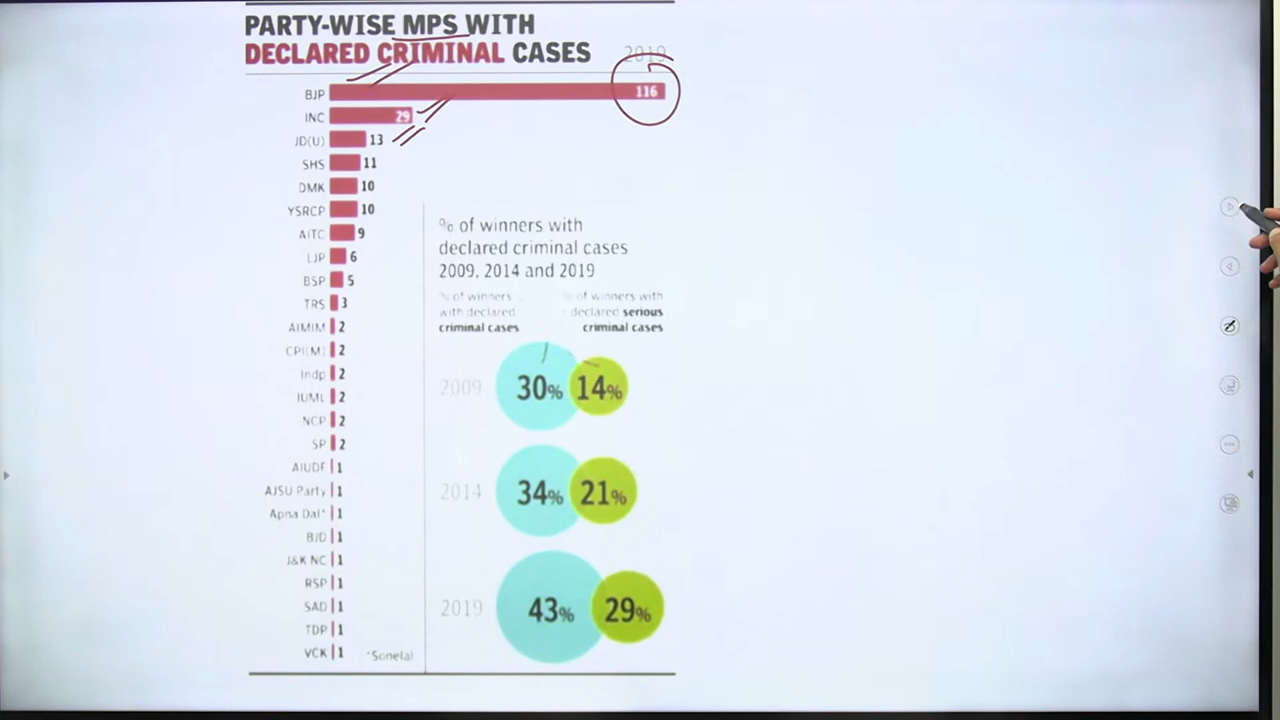 PARTY-WISE MPS WITH
DECLARED CRIMINAL CASES 2019
BJP 116
INC 29
JD(U) 13
SHS 11
DMK 10
YSRCP 10
AITC 9
LJP 6
BSP 5
TRS 3
AIMIM 2
CPI(M) 2
Indp 2
IUML 2
NCP 2
SP 2
AIUDF 1
AJSU Party 1
Apna Dal* 1
BJD 1
J&K NC 1
RSP 1
SAD 1
TDP 1
VCK 1
*Sonelal
% of winners with
declared criminal cases
2009, 2014 and 2019
% of winners
with declared
criminal cases
% of winners with
declared serious
criminal cases
2009 30% 14%
2014 34% 21%
2019 43% 29%